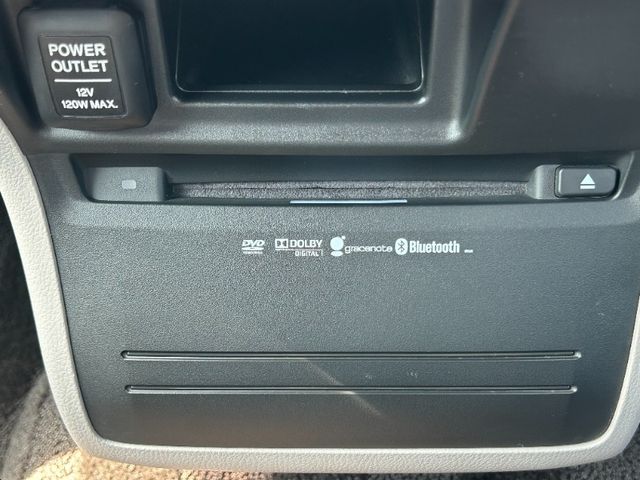 POWER
OUTLET
12V
120W MAX.
DVD DOLBY gracenote Bluetooth
DIGITAL